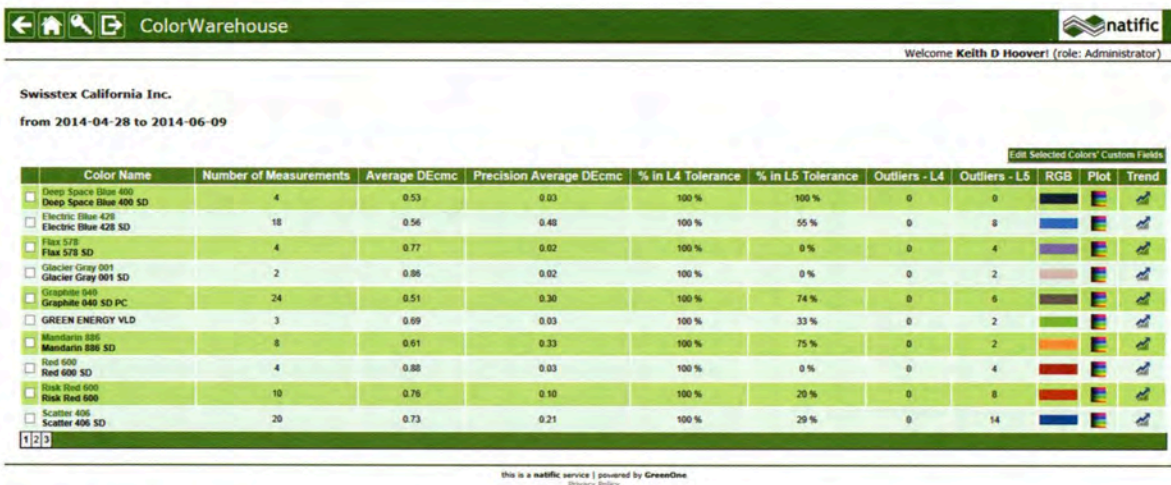 ColorWarehouse
natific
Welcome Keith D Hoover! (role: Administrator)
Swisstex California Inc.
from 2014-04-28 to 2014-06-09
Edit Selected Colors' Custom Fields
Color Name Number of Measurements Average DEcmc Precision Average DEcmc % in L4 Tolerance % in L5 Tolerance Outliers - L4 Outliers - L5 RGB Plot Trend
Deep Space Blue 400
Deep Space Blue 400 SD 4 0.53 0.03 100 % 100 % 0 0
Electric Blue 428
Electric Blue 428 SD 18 0.56 0.48 100 % 55 % 0 8
Flax 578
Flax 578 SD 4 0.77 0.02 100 % 0 % 0 4
Glacier Gray 001
Glacier Gray 001 SD 2 0.86 0.02 100 % 0 % 0 2
Graphite 040
Graphite 040 SD PC 24 0.51 0.30 100 % 74 % 0 6
GREEN ENERGY VLD 3 0.69 0.03 100 % 33 % 0 2
Mandarin 886
Mandarin 886 SD 8 0.61 0.33 100 % 75 % 0 2
Red 600
Red 600 SD 4 0.88 0.03 100 % 0 % 0 4
Risk Red 600
Risk Red 600 10 0.76 0.10 100 % 20 % 0 8
Scatter 406
Scatter 406 SD 20 0.73 0.21 100 % 29 % 0 14
1 2 3
this is a natific service | powered by GreenOne
Privacy Policy